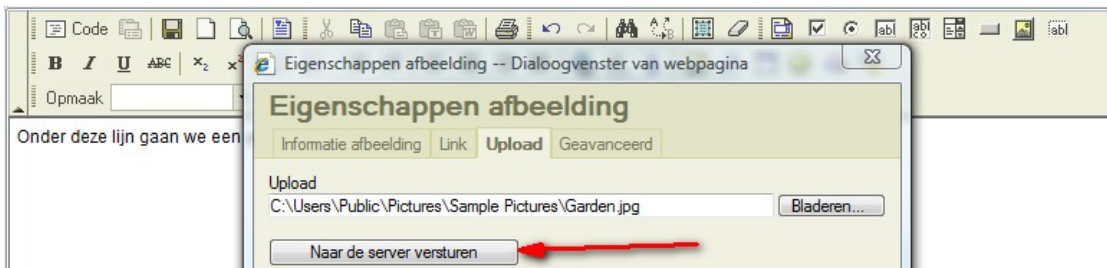 Code
B I U ABC x₂ x²
Eigenschappen afbeelding -- Dialoogvenster van webpagina
Opmaak
Eigenschappen afbeelding
Onder deze lijn gaan we een
Informatie afbeelding Link Upload Geavanceerd
Upload
C:\Users\Public\Pictures\Sample Pictures\Garden.jpg Bladeren...
Naar de server versturen